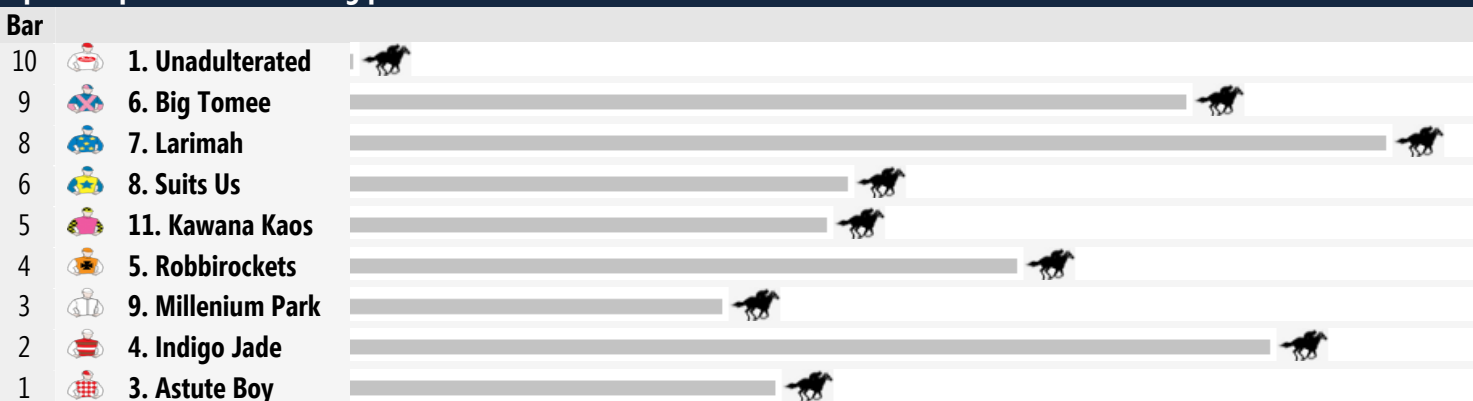 Bar
10 1. Unadulterated
9 6. Big Tomee
8 7. Larimah
6 8. Suits Us
5 11. Kawana Kaos
4 5. Robbirockets
3 9. Millenium Park
2 4. Indigo Jade
1 3. Astute Boy